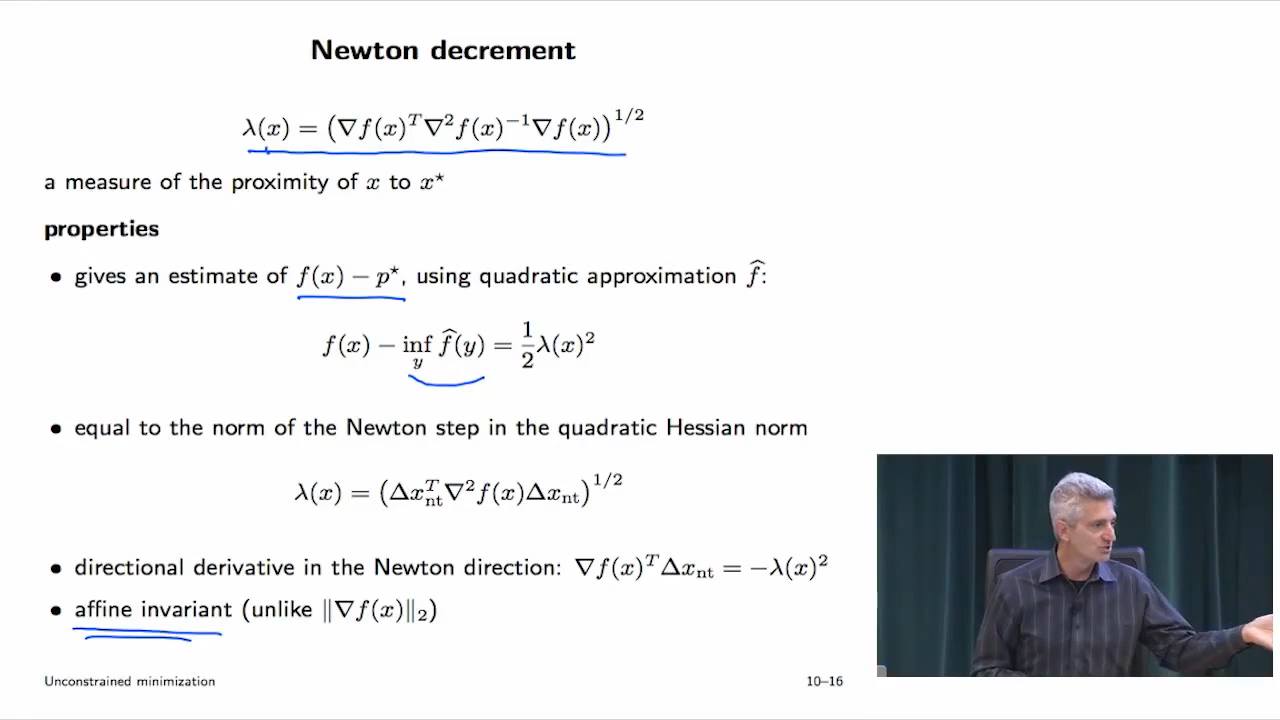 Newton decrement
λ(x) = (∇f(x)ᵀ∇²f(x)⁻¹∇f(x))^{1/2}
a measure of the proximity of x to x⋆
properties
• gives an estimate of f(x) − p⋆, using quadratic approximation f̂:
f(x) − inf_y f̂(y) = 1/2 λ(x)²
• equal to the norm of the Newton step in the quadratic Hessian norm
λ(x) = (Δx_nt^T ∇²f(x)Δx_nt)^{1/2}
• directional derivative in the Newton direction: ∇f(x)ᵀΔx_nt = −λ(x)²
• affine invariant (unlike ‖∇f(x)‖₂)
Unconstrained minimization 10–16